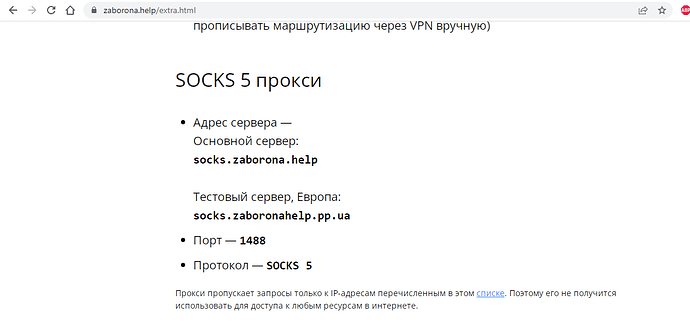 zaborona.help/extra.html
ABP
прописывать маршрутизацию через VPN вручную)
SOCKS 5 прокси
Адрес сервера —
Основной сервер:
socks.zaborona.help
Тестовый сервер, Европа:
socks.zaboronahelp.pp.ua
Порт — 1488
Протокол — SOCKS 5
Прокси пропускает запросы только к IP-адресам перечисленным в этом списке. Поэтому его не получится
использовать для доступа к любым ресурсам в интернете.